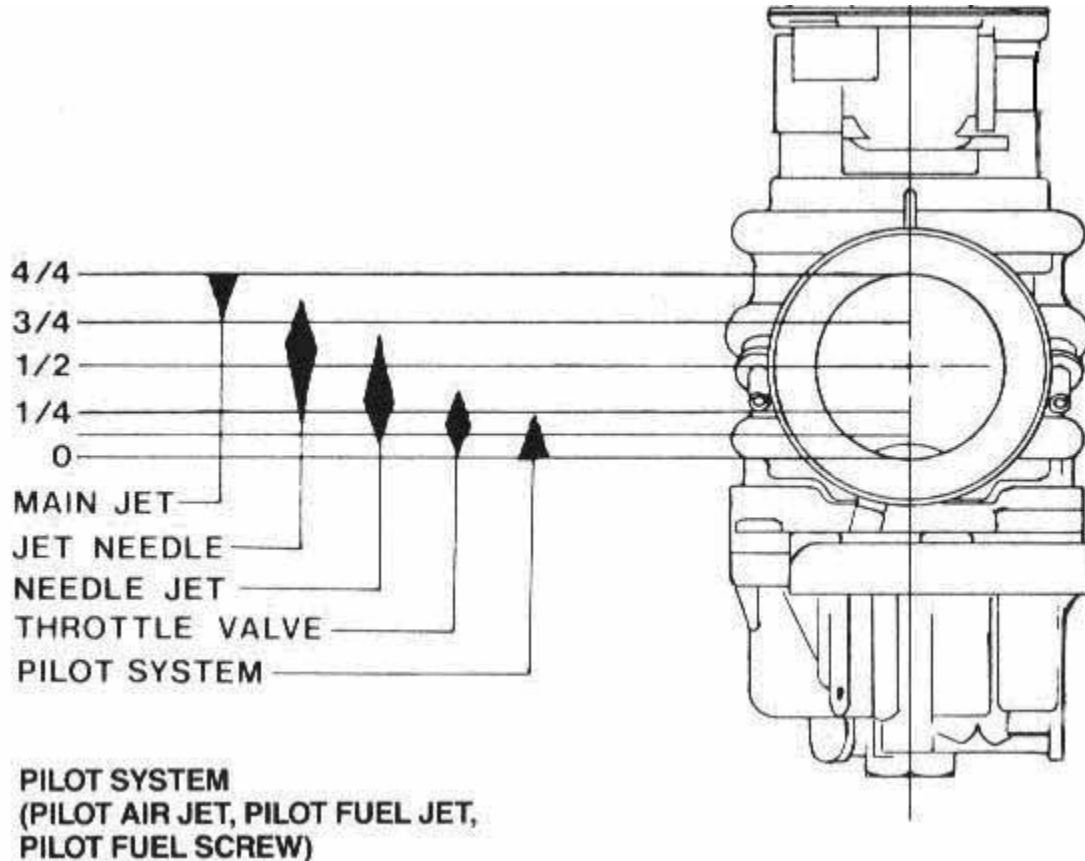 4/4
3/4
1/2
1/4
0
MAIN JET
JET NEEDLE
NEEDLE JET
THROTTLE VALVE
PILOT SYSTEM
PILOT SYSTEM
(PILOT AIR JET, PILOT FUEL JET,
PILOT FUEL SCREW)